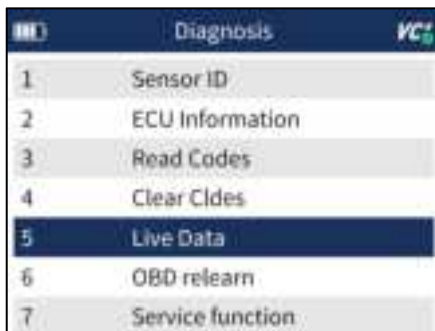 Diagnosis VC
1 Sensor ID
2 ECU Information
3 Read Codes
4 Clear Cldes
5 Live Data
6 OBD relearn
7 Service function